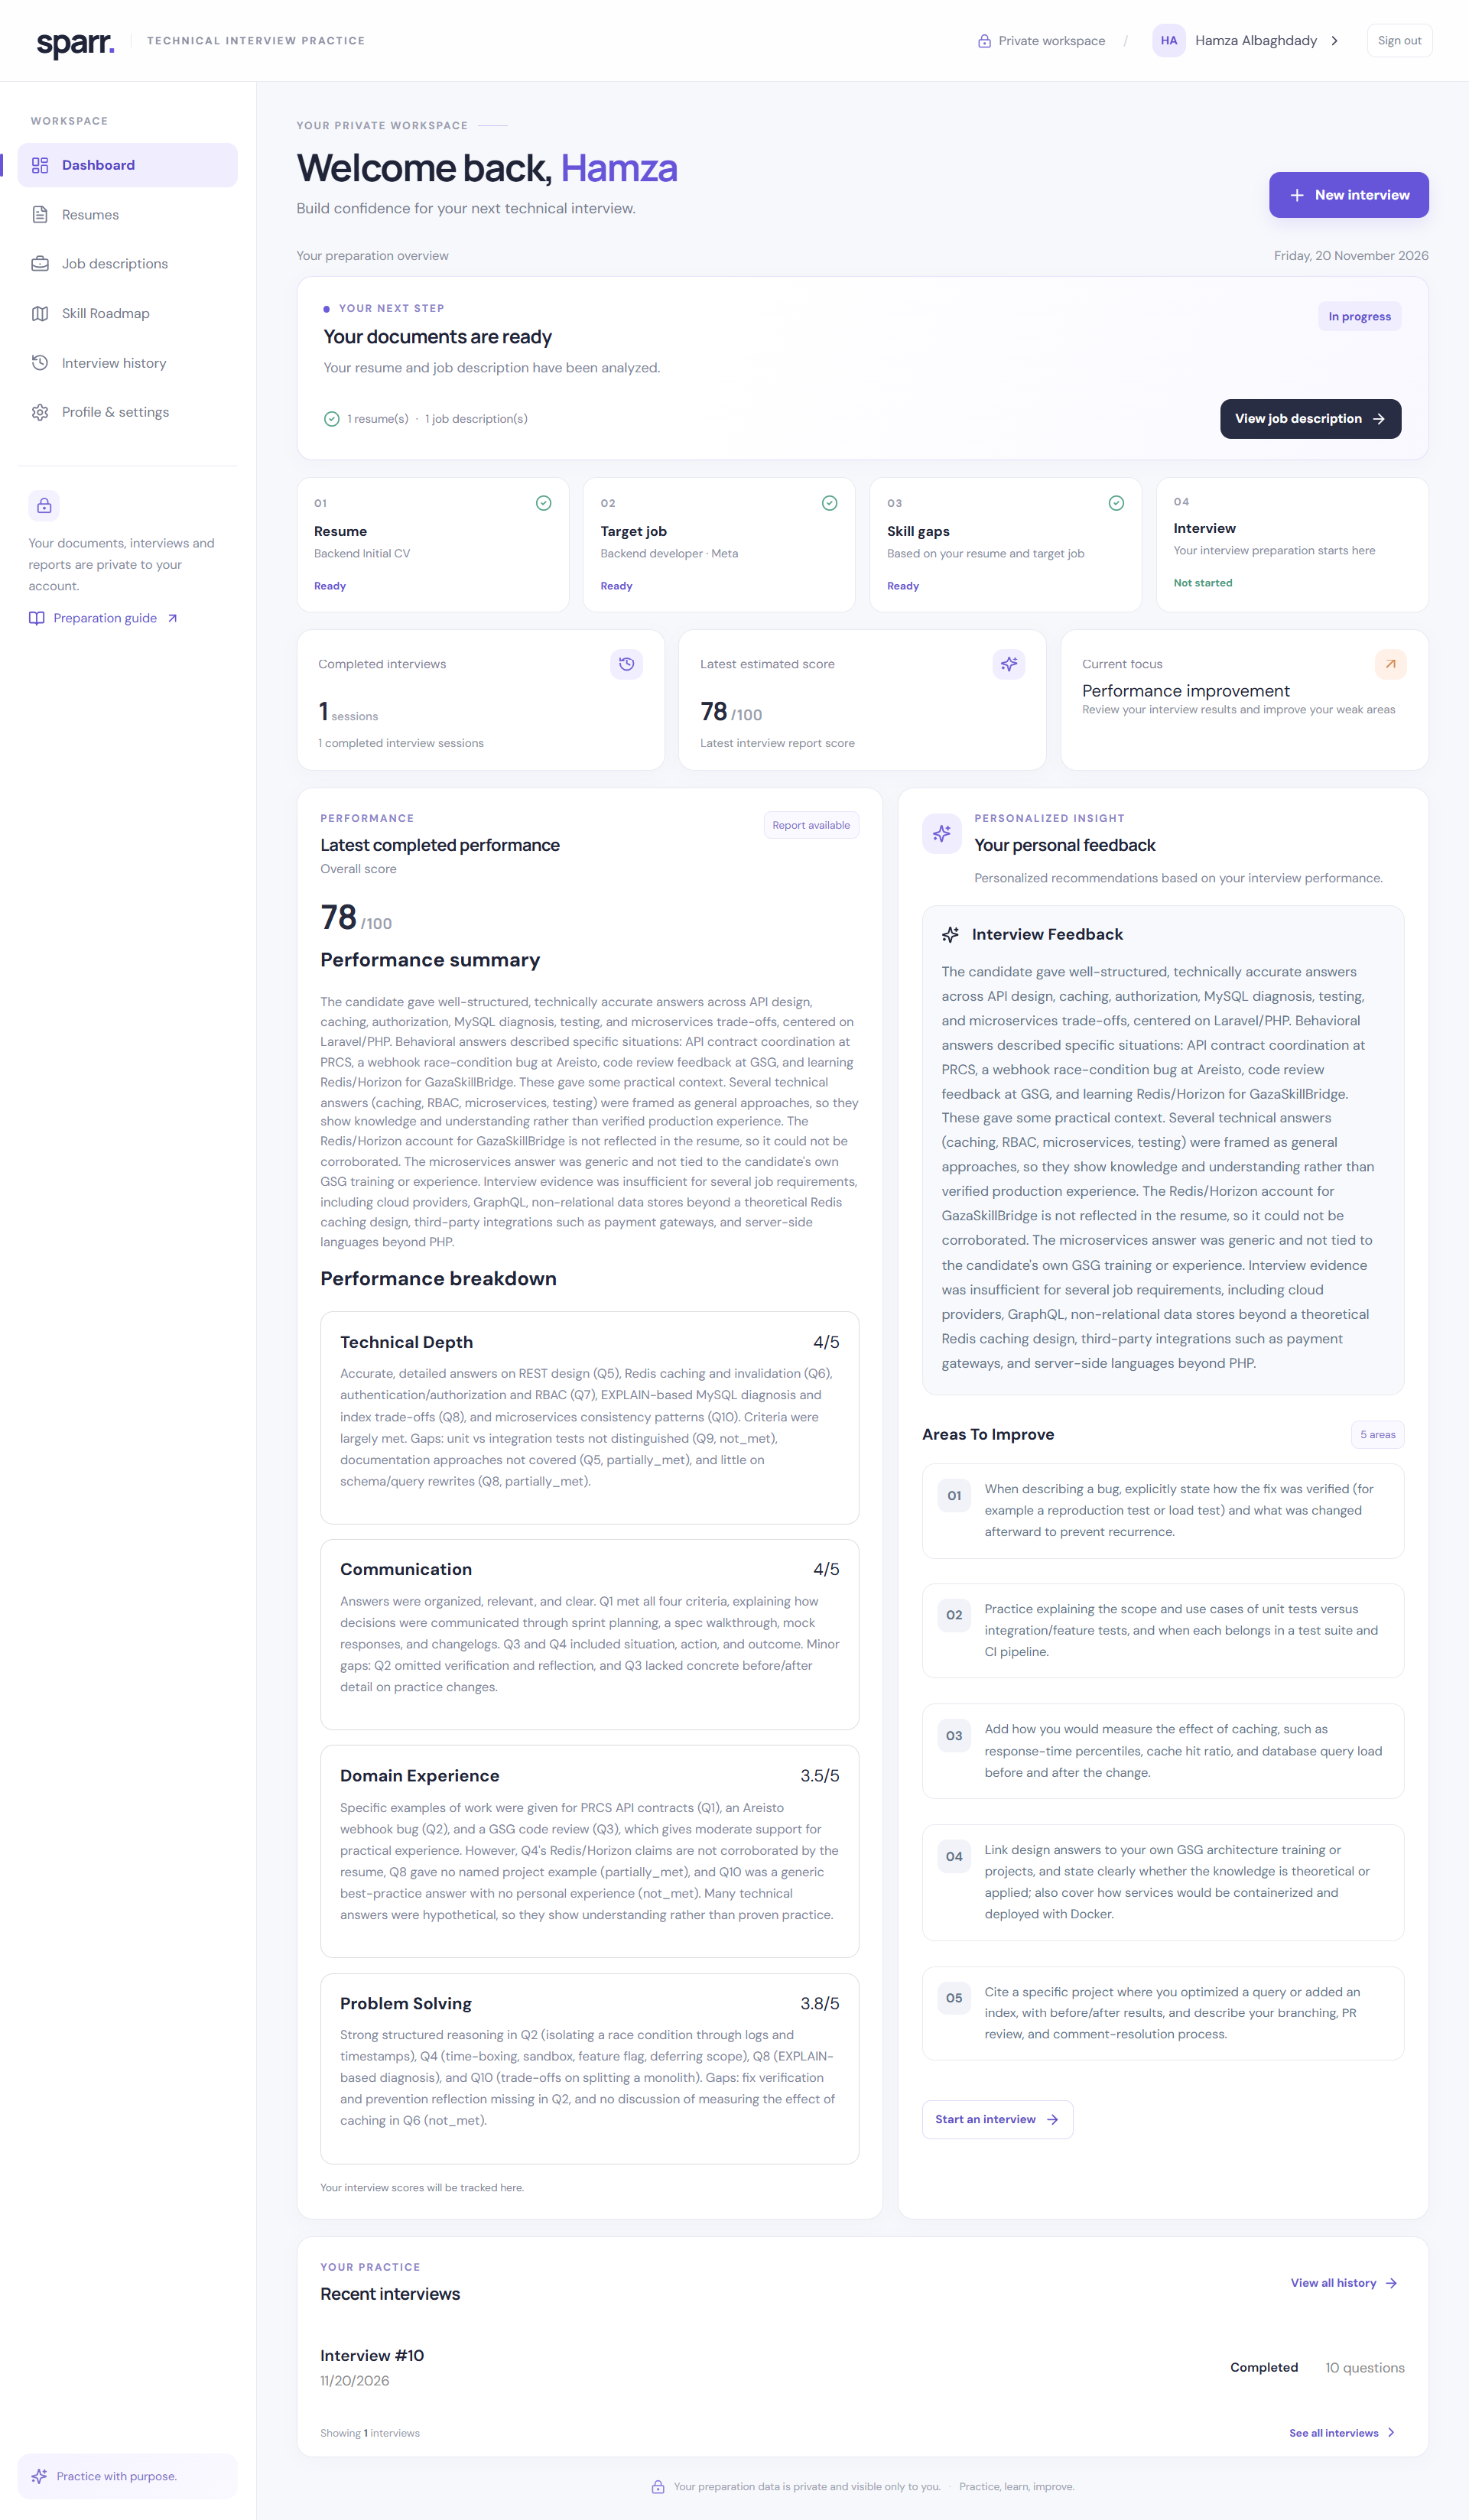 sparr.
TECHNICAL INTERVIEW PRACTICE
Private workspace
/
HA
Hamza Albaghdady
Sign out
WORKSPACE
Dashboard
Resumes
Job descriptions
Skill Roadmap
Interview history
Profile & settings
Your documents, interviews and
reports are private to your
account.
Preparation guide
Practice with purpose.
YOUR PRIVATE WORKSPACE
Welcome back, Hamza
Build confidence for your next technical interview.
New interview
Your preparation overview
Friday, 20 November 2026
YOUR NEXT STEP
In progress
Your documents are ready
Your resume and job description have been analyzed.
1 resume(s) · 1 job description(s)
View job description
01
Resume
Backend Initial CV
Ready
02
Target job
Backend developer · Meta
Ready
03
Skill gaps
Based on your resume and target job
Ready
04
Interview
Your interview preparation starts here
Not started
Completed interviews
1 sessions
1 completed interview sessions
Latest estimated score
78 /100
Latest interview report score
Current focus
Performance improvement
Review your interview results and improve your weak areas
PERFORMANCE
Report available
Latest completed performance
Overall score
78 /100
Performance summary
The candidate gave well-structured, technically accurate answers across API design,
caching, authorization, MySQL diagnosis, testing, and microservices trade-offs, centered on
Laravel/PHP. Behavioral answers described specific situations: API contract coordination at
PRCS, a webhook race-condition bug at Areisto, code review feedback at GSG, and learning
Redis/Horizon for GazaSkillBridge. These gave some practical context. Several technical
answers (caching, RBAC, microservices, testing) were framed as general approaches, so they
show knowledge and understanding rather than verified production experience. The
Redis/Horizon account for GazaSkillBridge is not reflected in the resume, so it could not be
corroborated. The microservices answer was generic and not tied to the candidate's own
GSG training or experience. Interview evidence was insufficient for several job requirements,
including cloud providers, GraphQL, non-relational data stores beyond a theoretical Redis
caching design, third-party integrations such as payment gateways, and server-side
languages beyond PHP.
Performance breakdown
Technical Depth
4/5
Accurate, detailed answers on REST design (Q5), Redis caching and invalidation (Q6),
authentication/authorization and RBAC (Q7), EXPLAIN-based MySQL diagnosis and
index trade-offs (Q8), and microservices consistency patterns (Q10). Criteria were
largely met. Gaps: unit vs integration tests not distinguished (Q9, not_met),
documentation approaches not covered (Q5, partially_met), and little on
schema/query rewrites (Q8, partially_met).
Communication
4/5
Answers were organized, relevant, and clear. Q1 met all four criteria, explaining how
decisions were communicated through sprint planning, a spec walkthrough, mock
responses, and changelogs. Q3 and Q4 included situation, action, and outcome. Minor
gaps: Q2 omitted verification and reflection, and Q3 lacked concrete before/after
detail on practice changes.
Domain Experience
3.5/5
Specific examples of work were given for PRCS API contracts (Q1), an Areisto
webhook bug (Q2), and a GSG code review (Q3), which gives moderate support for
practical experience. However, Q4's Redis/Horizon claims are not corroborated by the
resume, Q8 gave no named project example (partially_met), and Q10 was a generic
best-practice answer with no personal experience (not_met). Many technical
answers were hypothetical, so they show understanding rather than proven practice.
Problem Solving
3.8/5
Strong structured reasoning in Q2 (isolating a race condition through logs and
timestamps), Q4 (time-boxing, sandbox, feature flag, deferring scope), Q8 (EXPLAIN-
based diagnosis), and Q10 (trade-offs on splitting a monolith). Gaps: fix verification
and prevention reflection missing in Q2, and no discussion of measuring the effect of
caching in Q6 (not_met).
Your interview scores will be tracked here.
PERSONALIZED INSIGHT
Your personal feedback
Personalized recommendations based on your interview performance.
Interview Feedback
The candidate gave well-structured, technically accurate answers
across API design, caching, authorization, MySQL diagnosis, testing,
and microservices trade-offs, centered on Laravel/PHP. Behavioral
answers described specific situations: API contract coordination at
PRCS, a webhook race-condition bug at Areisto, code review
feedback at GSG, and learning Redis/Horizon for GazaSkillBridge.
These gave some practical context. Several technical answers
(caching, RBAC, microservices, testing) were framed as general
approaches, so they show knowledge and understanding rather than
verified production experience. The Redis/Horizon account for
GazaSkillBridge is not reflected in the resume, so it could not be
corroborated. The microservices answer was generic and not tied to
the candidate's own GSG training or experience. Interview evidence
was insufficient for several job requirements, including cloud
providers, GraphQL, non-relational data stores beyond a theoretical
Redis caching design, third-party integrations such as payment
gateways, and server-side languages beyond PHP.
Areas To Improve
5 areas
01
When describing a bug, explicitly state how the fix was verified (for
example a reproduction test or load test) and what was changed
afterward to prevent recurrence.
02
Practice explaining the scope and use cases of unit tests versus
integration/feature tests, and when each belongs in a test suite and
CI pipeline.
03
Add how you would measure the effect of caching, such as
response-time percentiles, cache hit ratio, and database query load
before and after the change.
04
Link design answers to your own GSG architecture training or
projects, and state clearly whether the knowledge is theoretical or
applied; also cover how services would be containerized and
deployed with Docker.
05
Cite a specific project where you optimized a query or added an
index, with before/after results, and describe your branching, PR
review, and comment-resolution process.
Start an interview
YOUR PRACTICE
Recent interviews
View all history
Interview #10
11/20/2026
Completed
10 questions
Showing 1 interviews
See all interviews
Your preparation data is private and visible only to you. · Practice, learn, improve.